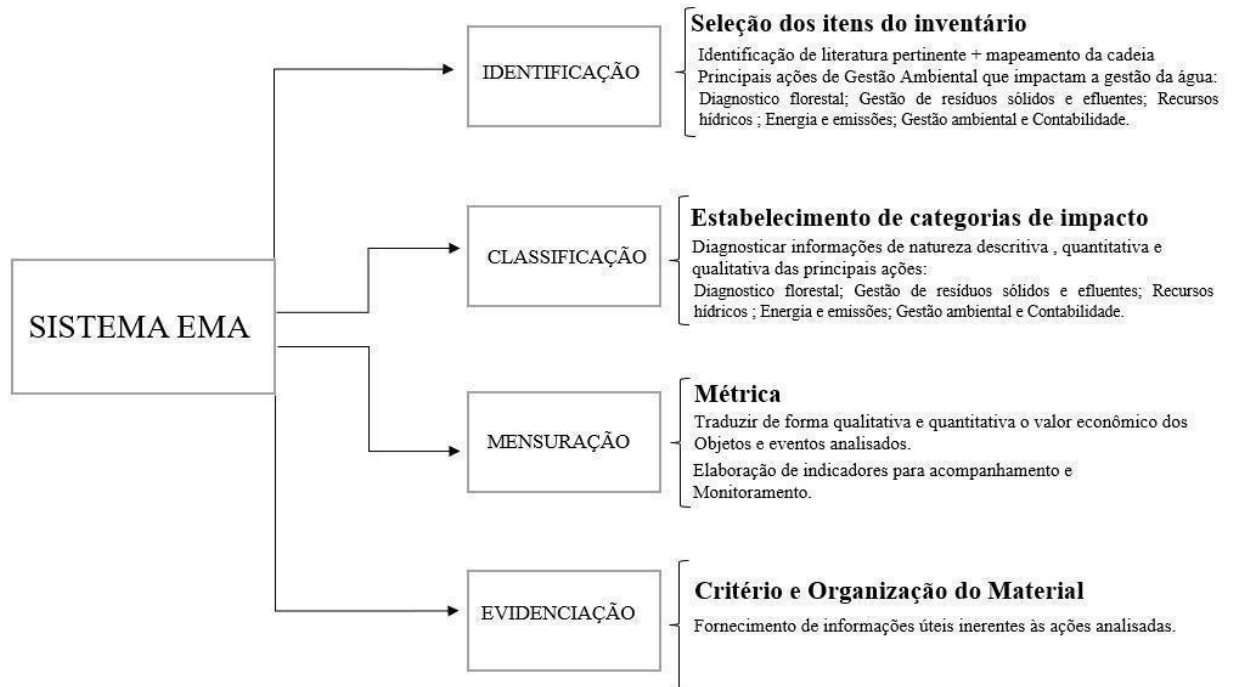 SISTEMA EMA
IDENTIFICAÇÃO
Seleção dos itens do inventário
Identificação de literatura pertinente + mapeamento da cadeia
Principais ações de Gestão Ambiental que impactam a gestão da água:
Diagnostico florestal; Gestão de resíduos sólidos e efluentes; Recursos
hídricos ; Energia e emissões; Gestão ambiental e Contabilidade.
CLASSIFICAÇÃO
Estabelecimento de categorias de impacto
Diagnosticar informações de natureza descritiva , quantitativa e
qualitativa das principais ações:
Diagnostico florestal; Gestão de resíduos sólidos e efluentes; Recursos
hídricos ; Energia e emissões; Gestão ambiental e Contabilidade.
MENSURAÇÃO
Métrica
Traduzir de forma qualitativa e quantitativa o valor econômico dos
Objetos e eventos analisados.
Elaboração de indicadores para acompanhamento e
Monitoramento.
EVIDENCIAÇÃO
Critério e Organização do Material
Fornecimento de informações úteis inerentes às ações analisadas.